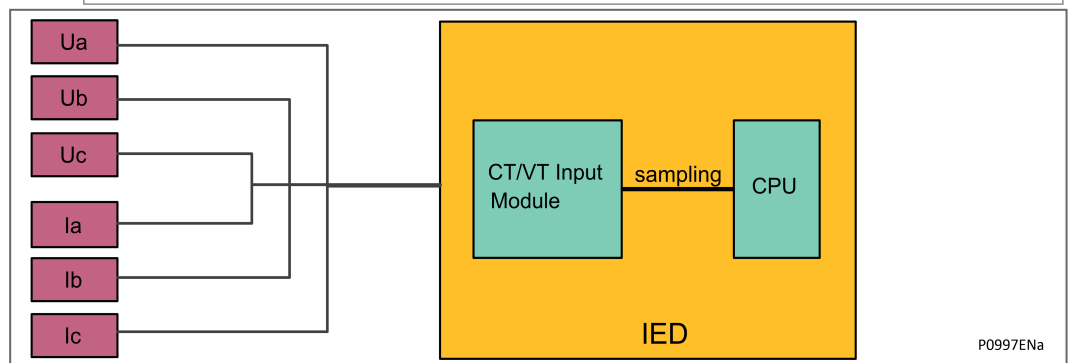 Ua
Ub
Uc
Ia
Ib
Ic
CT/VT Input
Module
sampling
CPU
IED
P0997ENa